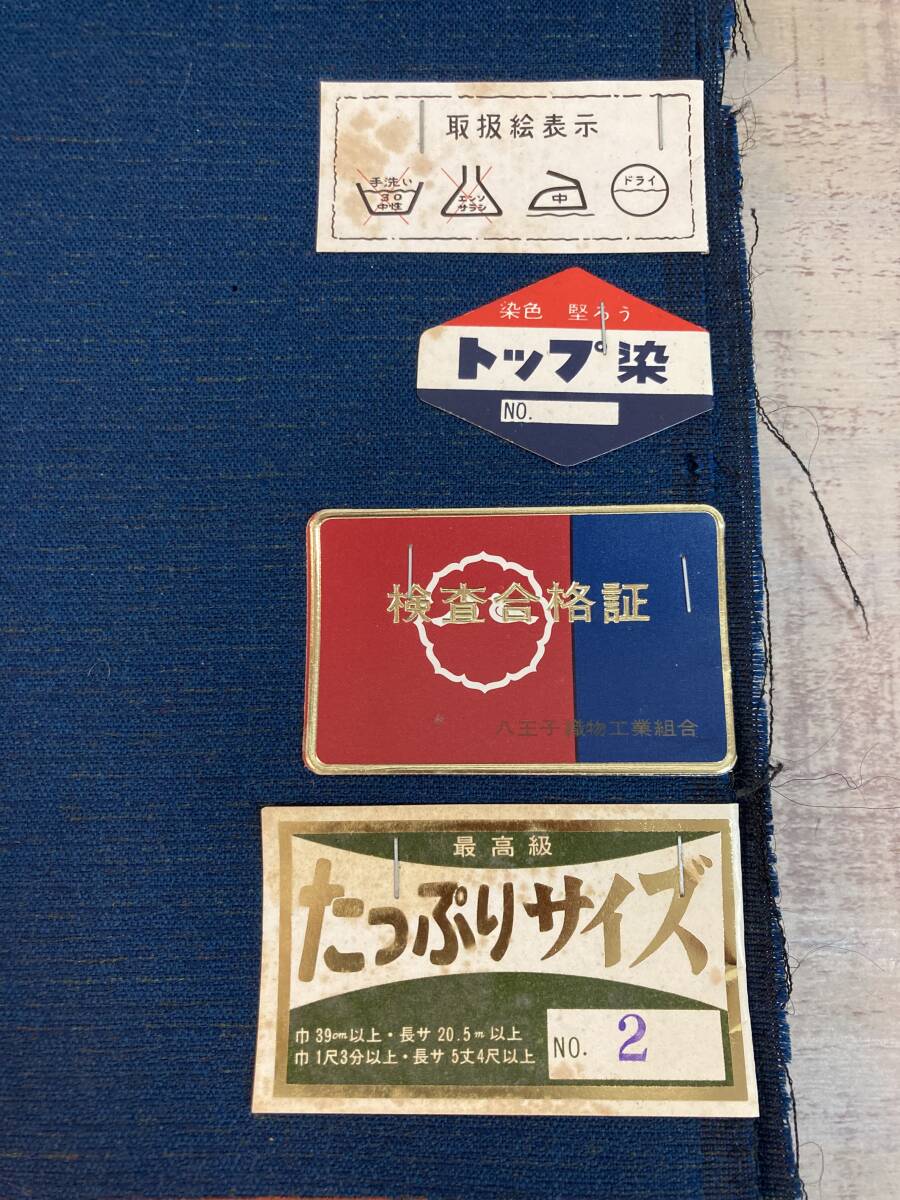 取扱絵表示
手洗い
30
中性
エンソ
サラシ
中
ドライ
染色 堅ろう
トップ染
NO.
検査合格証
八王子織物工業組合
最高級
たっぷりサイズ
巾39cm以上・長サ20.5m以上
巾1尺3分以上・長サ5丈4尺以上
NO. 2